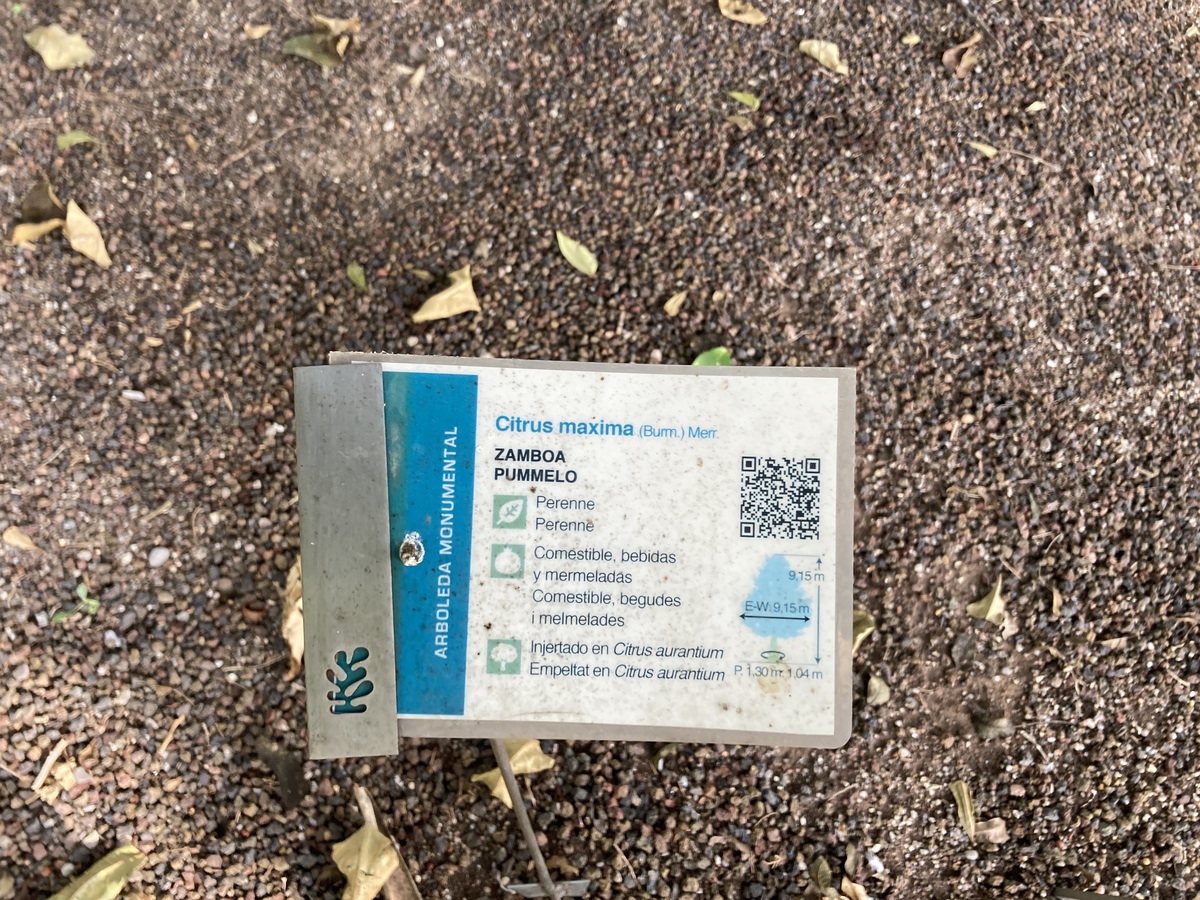 ARBOLEDA MONUMENTAL
Citrus maxima (Burm.) Merr.
ZAMBOA
PUMMELO
Perenne
Perenne
Comestible, bebidas
y mermeladas
Comestible, begudes
i melmelades
Injertado en Citrus aurantium
Empeltat en Citrus aurantium
9,15 m
E-W: 9,15 m
P. 1.30 m: 1.04 m